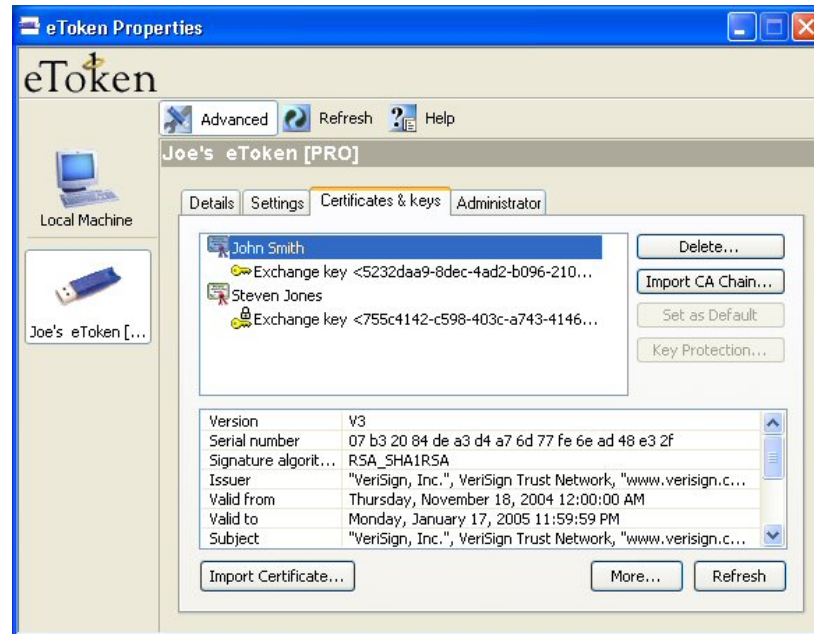 eToken Properties
eToken
Advanced Refresh Help
Joe's eToken [PRO]
Local Machine
Joe's eToken [...
Details Settings Certificates & keys Administrator
John Smith
Exchange key <5232daa9-8dec-4ad2-b096-210...
Steven Jones
Exchange key <755c4142-c598-403c-a743-4146...
Delete...
Import CA Chain...
Set as Default
Key Protection...
Version V3
Serial number 07 b3 20 84 de a3 d4 a7 6d 77 fe 6e ad 48 e3 2f
Signature algorit... RSA_SHA1RSA
Issuer "VeriSign, Inc.", VeriSign Trust Network, "www.verisign.c...
Valid from Thursday, November 18, 2004 12:00:00 AM
Valid to Monday, January 17, 2005 11:59:59 PM
Subject "VeriSign, Inc.", VeriSign Trust Network, "www.verisign.c...
Import Certificate... More... Refresh